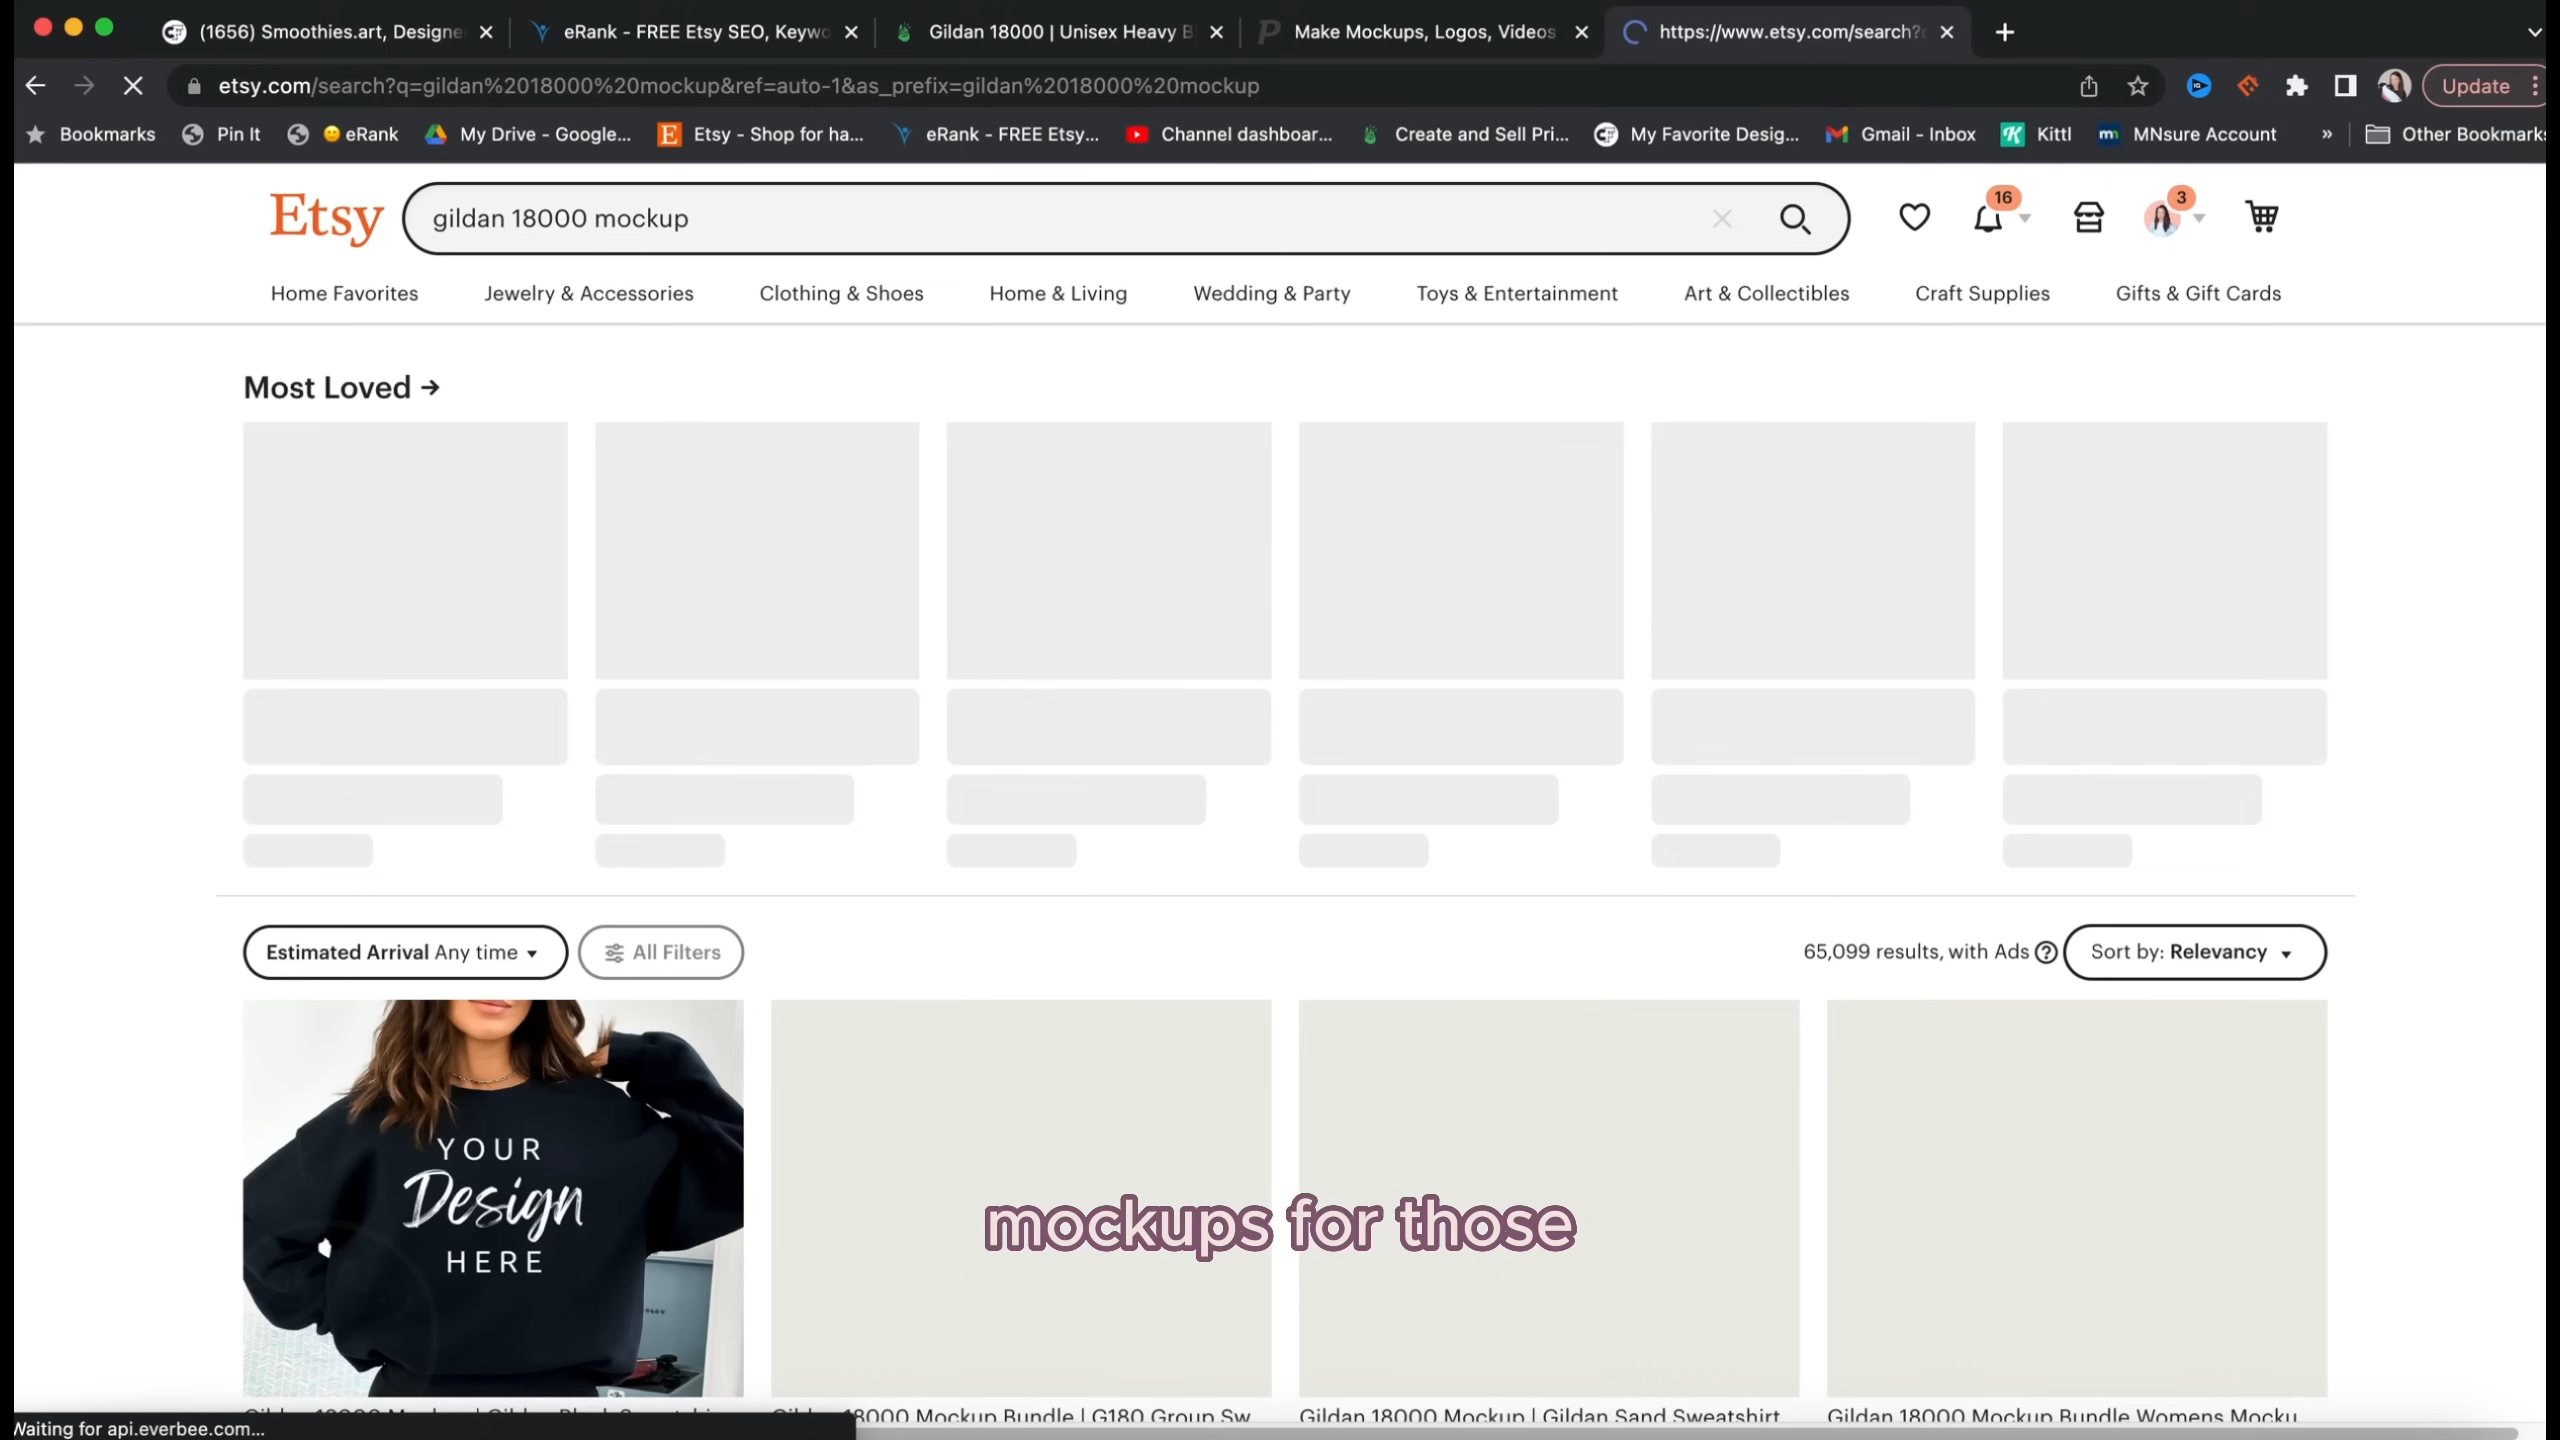 (1656) Smoothies.art, Designe
eRank - FREE Etsy SEO, Keywo
Gildan 18000 | Unisex Heavy B
Make Mockups, Logos, Videos
https://www.etsy.com/search?
etsy.com/search?q=gildan%2018000%20mockup&ref=auto-1&as_prefix=gildan%2018000%20mockup
Update
Bookmarks
Pin It
eRank
My Drive - Google...
Etsy - Shop for ha...
eRank - FREE Etsy...
Channel dashboar...
Create and Sell Pri...
My Favorite Desig...
Gmail - Inbox
Kittl
MNsure Account
»
Other Bookmarks
Etsy
gildan 18000 mockup
16
3
Home Favorites
Jewelry & Accessories
Clothing & Shoes
Home & Living
Wedding & Party
Toys & Entertainment
Art & Collectibles
Craft Supplies
Gifts & Gift Cards
Most Loved →
Estimated Arrival Any time
All Filters
65,099 results, with Ads
Sort by: Relevancy
YOUR
Design
HERE
mockups for those
18000 Mockup Bundle | G180 Group Sw
Gildan 18000 Mockup | Gildan Sand Sweatshirt
Gildan 18000 Mockup Bundle Womens Mocku
Waiting for api.everbee.com...